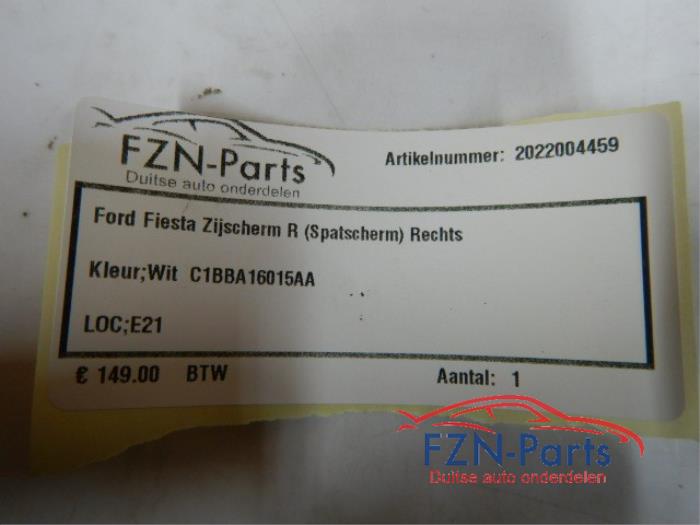 FZN-Parts
Duitse auto onderdelen
Artikelnummer: 2022004459
Ford Fiesta Zijscherm R (Spatscherm) Rechts
Kleur;Wit C1BBA16015AA
LOC;E21
€ 149.00 BTW Aantal: 1
FZN-Parts
Duitse auto onderdelen